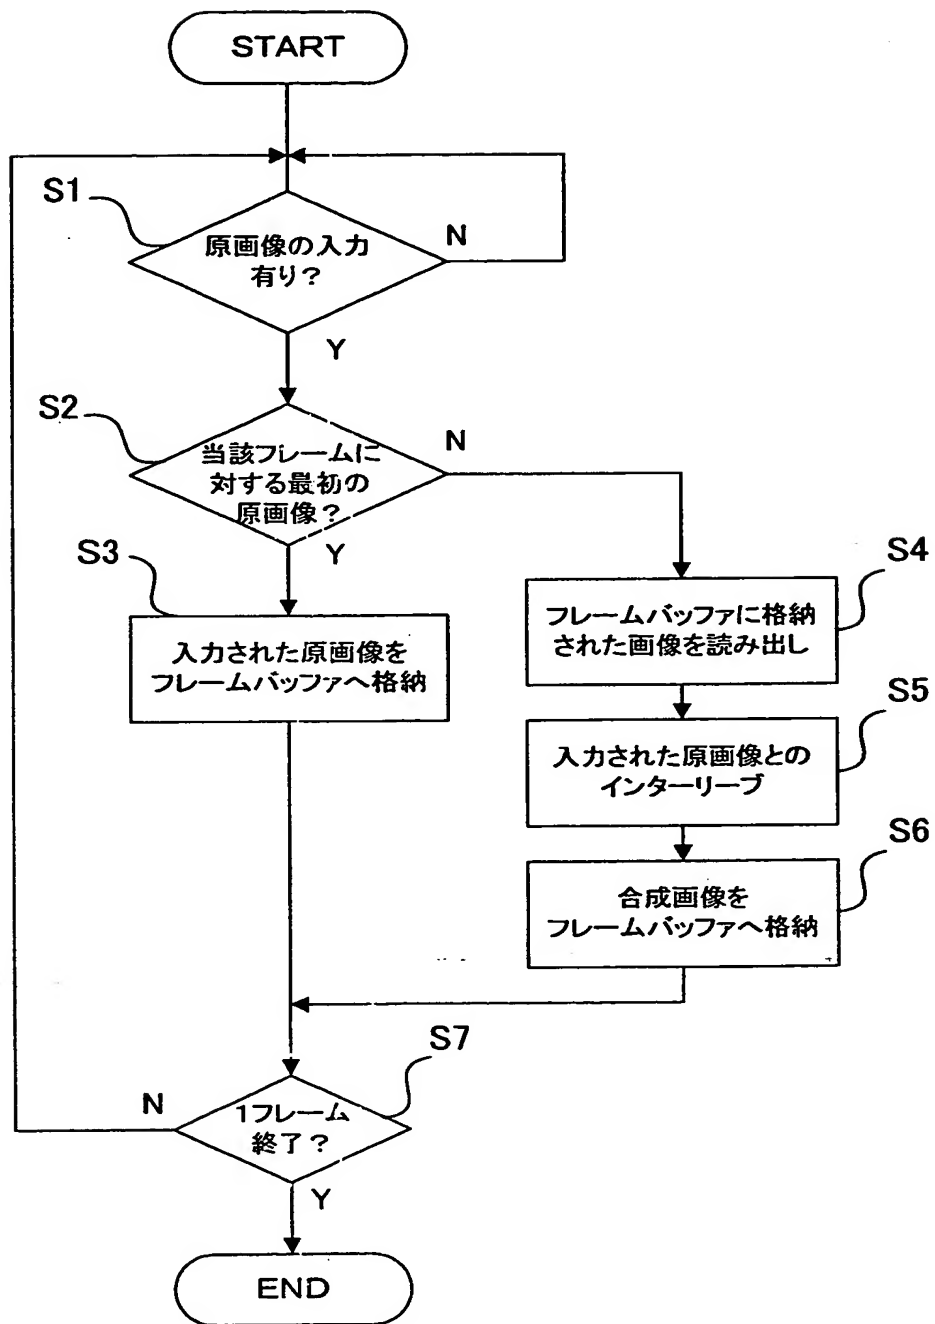 START
S1
原画像の入力
有り？
N
Y
S2
当該フレームに
対する最初の
原画像？
N
Y
S3
入力された原画像を
フレームバッファへ格納
S4
フレームバッファに格納
された画像を読み出し
S5
入力された原画像との
インターリーブ
S6
合成画像を
フレームバッファへ格納
S7
1フレーム
終了？
N
Y
END